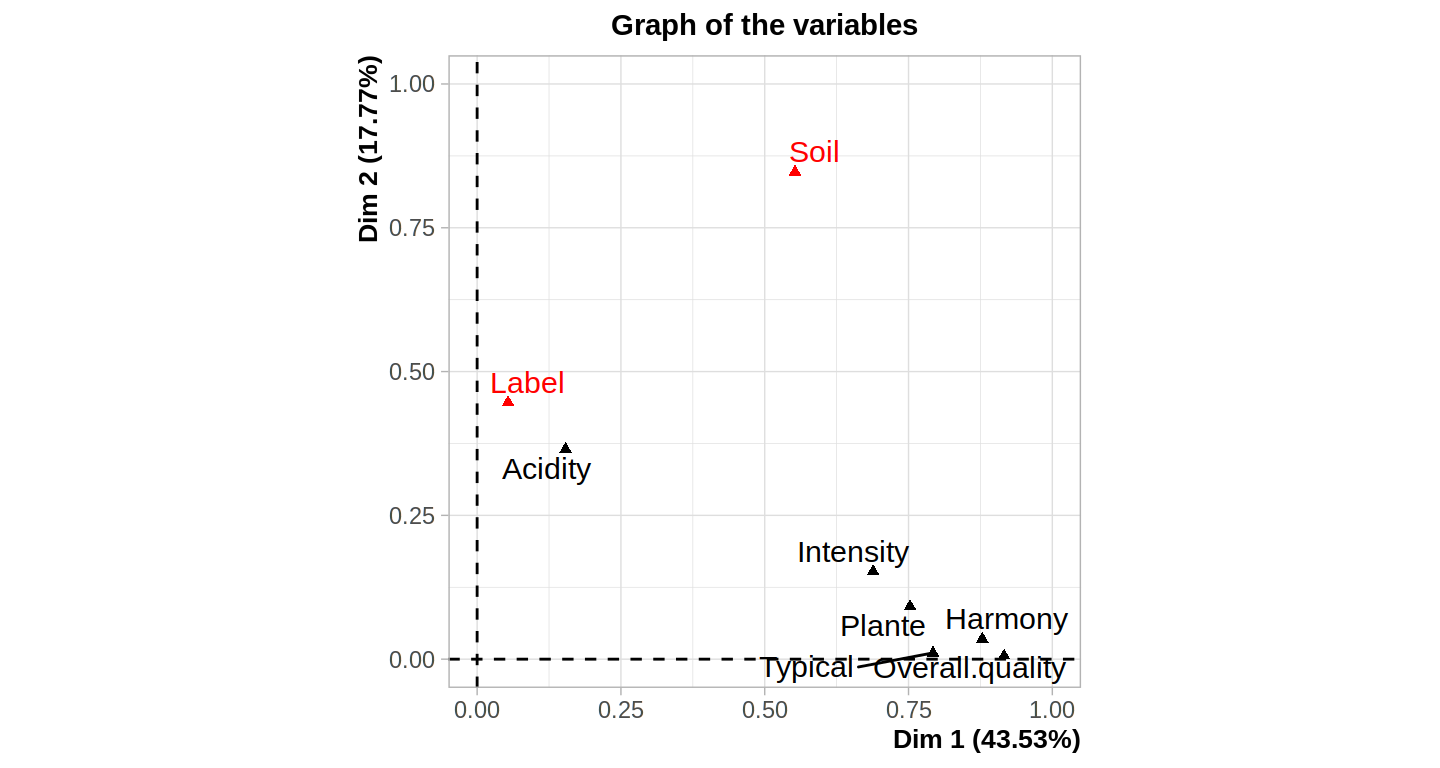 Graph of the variables
Dim 2 (17.77%)
1.00
0.75
0.50
0.25
0.00
Soil
Label
Acidity
Intensity
Plante
Harmony
Typical
Overall.quality
0.00 0.25 0.50 0.75 1.00
Dim 1 (43.53%)